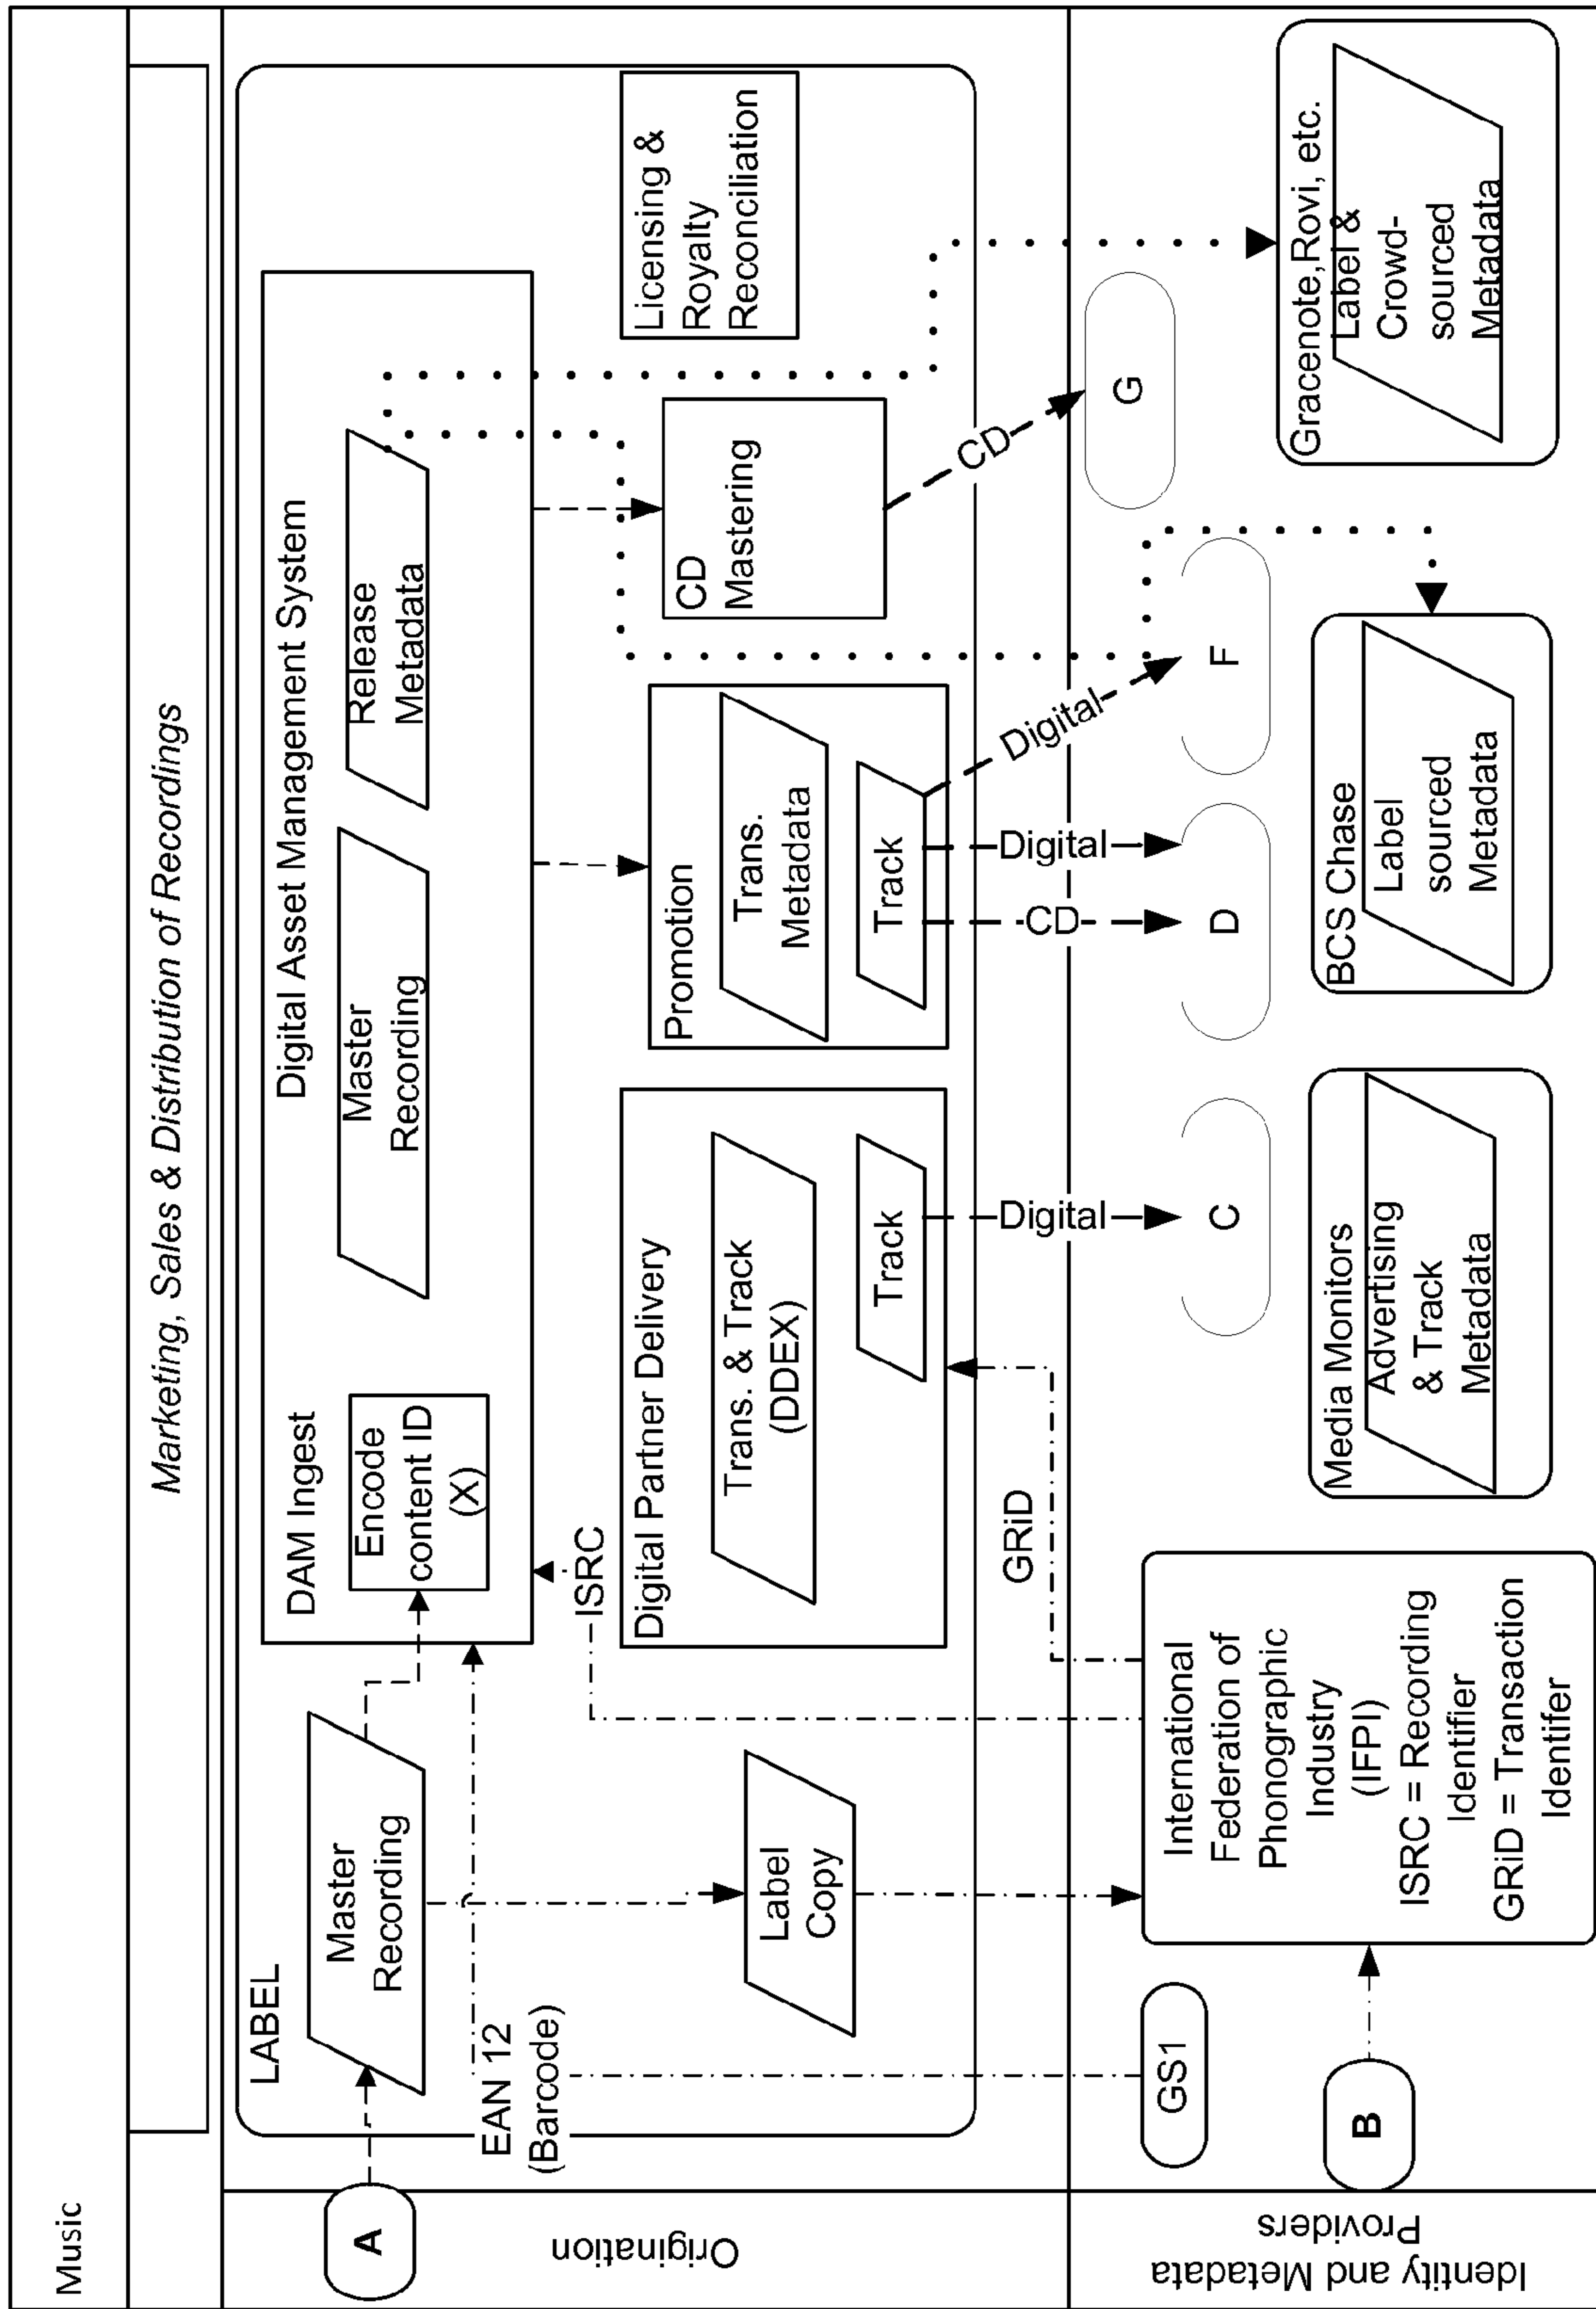 Music
Marketing, Sales & Distribution of Recordings
Origination
A
LABEL
Master
Recording
EAN 12
(Barcode)
Label
Copy
Digital Asset Management System
DAM Ingest
Encode
content ID
(X)
Master
Recording
Release
Metadata
ISRC
Digital Partner Delivery
Trans. & Track
(DDEX)
Track
Promotion
Trans.
Metadata
Track
CD
Mastering
Licensing &
Royalty
Reconciliation
GRiD
Digital
CD
Digital
Digital
CD
Identity and Metadata
Providers
B
GS1
International
Federation of
Phonographic
Industry
(IFPI)
ISRC = Recording
Identifier
GRiD = Transaction
Identifer
C
D
F
G
Media Monitors
Advertising
& Track
Metadata
BCS Chase
Label
sourced
Metadata
Gracenote,Rovi, etc.
Label &
Crowd-
sourced
Metadata